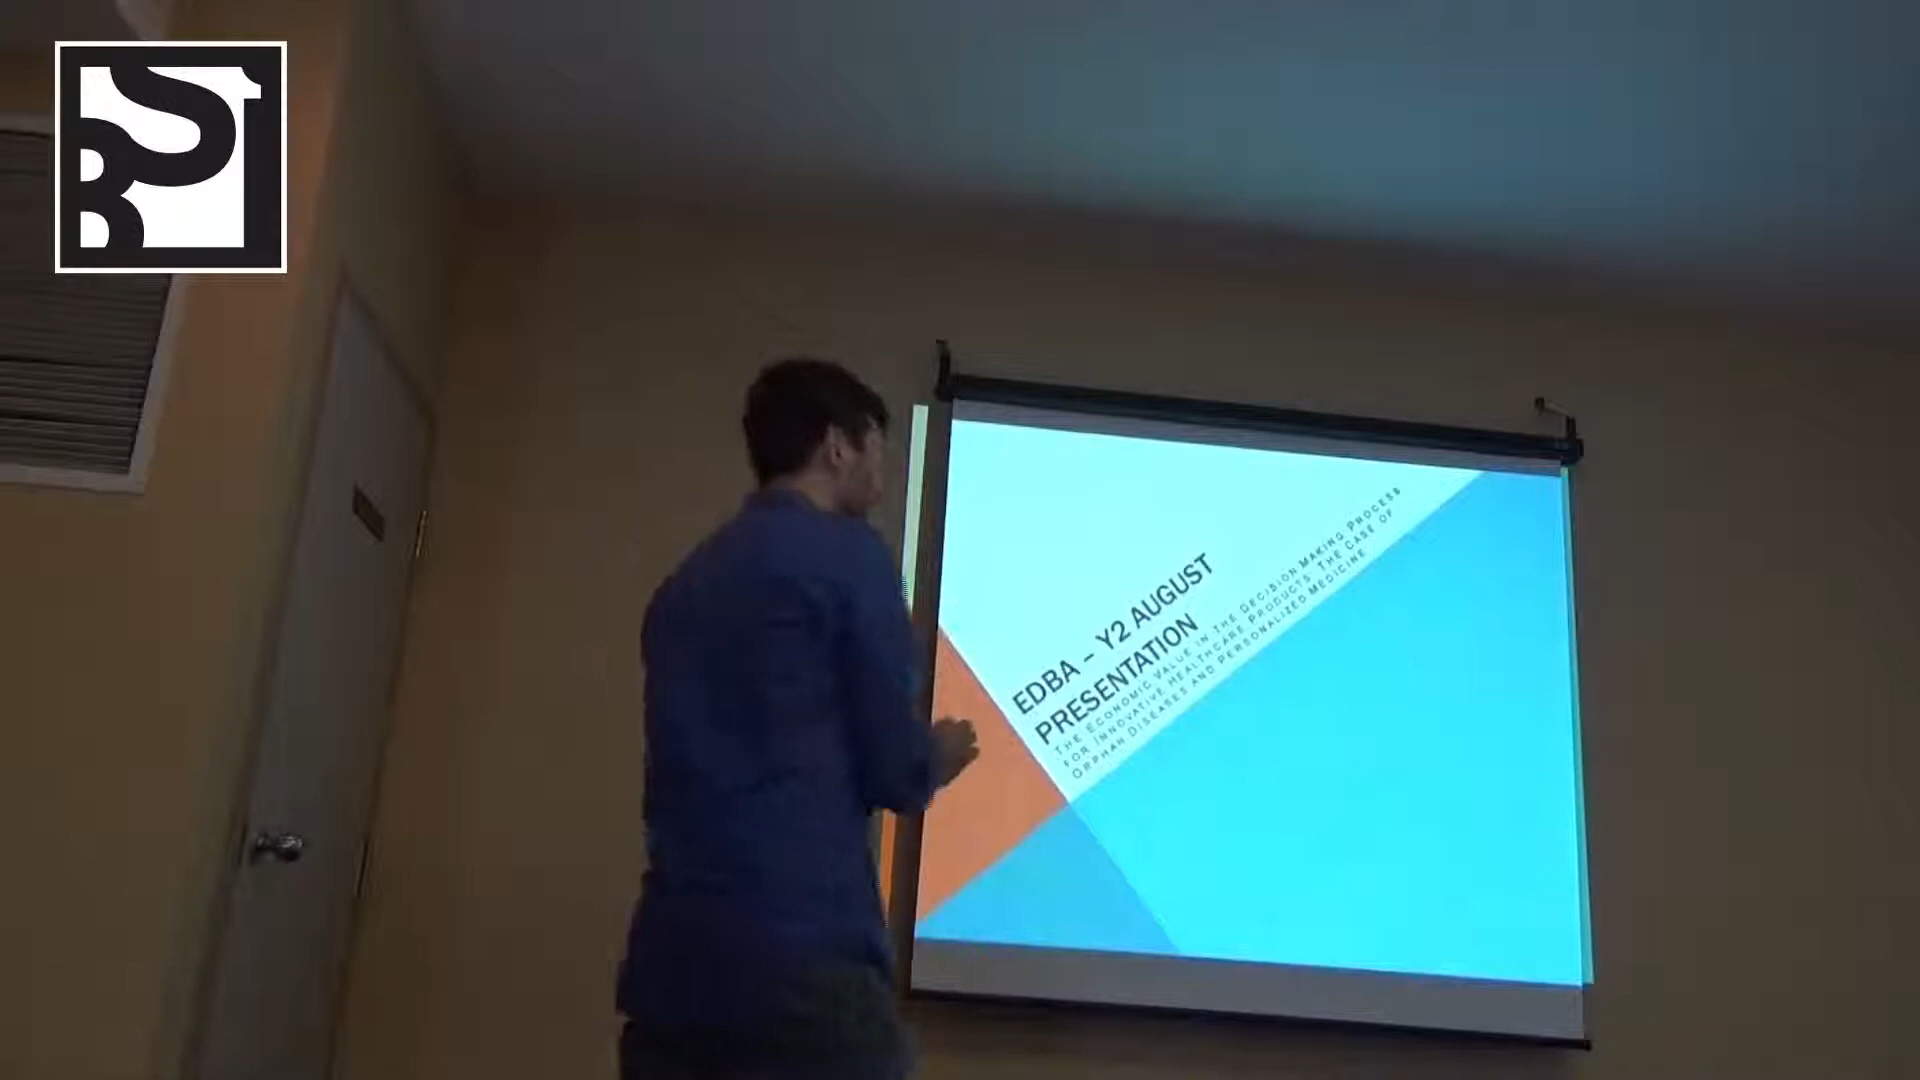 BSI
EDBA – Y2 AUGUST
PRESENTATION
THE ECONOMIC VALUE IN THE DECISION MAKING PROCESS
FOR INNOVATIVE HEALTHCARE PRODUCTS: THE CASE OF
ORPHAN DISEASES AND PERSONALIZED MEDICINE